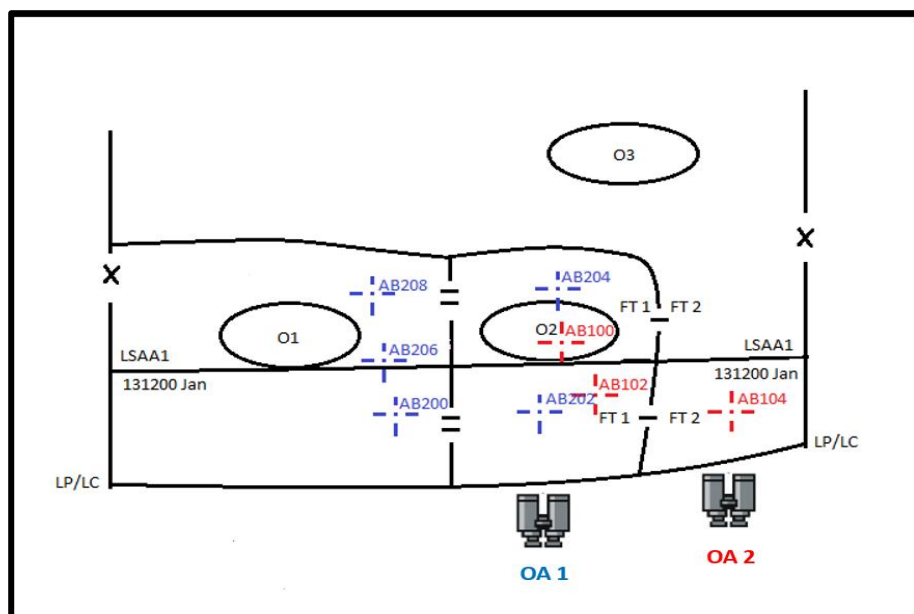 O3
AB208
AB204
FT 1
FT 2
O1
O2
AB100
LSAA1
AB206
LSAA1
131200 Jan
131200 Jan
AB102
AB104
AB200
AB202
FT 1
FT 2
LP/LC
LP/LC
OA 1
OA 2